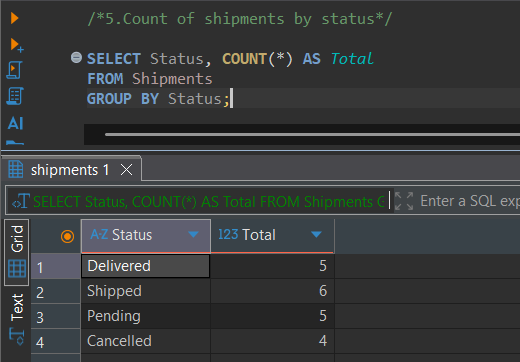 /*5.Count of shipments by status*/
SELECT Status, COUNT(*) AS Total
FROM Shipments
GROUP BY Status;
AI
shipments 1
T SELECT Status, COUNT(*) AS Total FROM Shipments G
Enter a SQL exp
Grid
Text
A-Z Status
123 Total
1 Delivered 5
2 Shipped 6
3 Pending 5
4 Cancelled 4